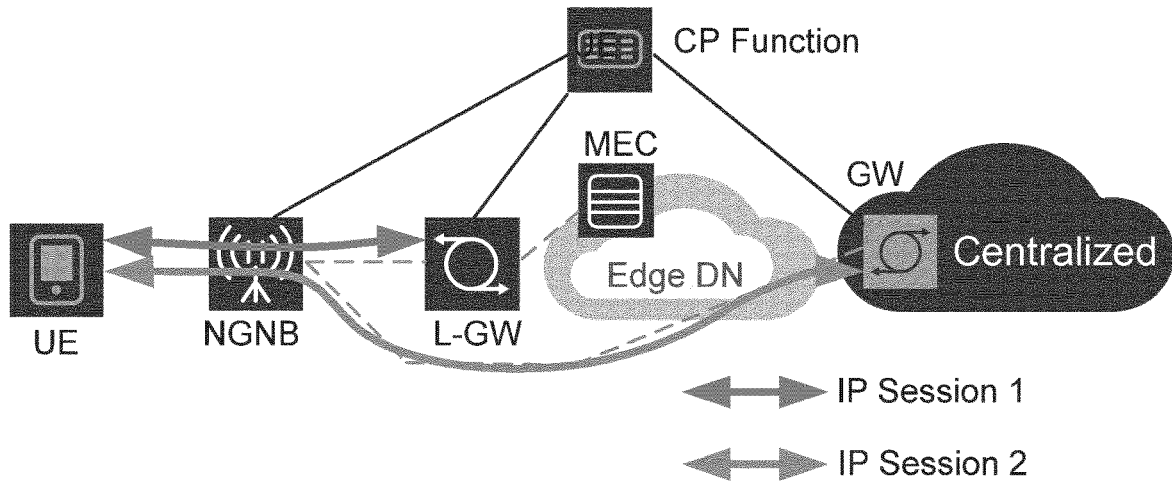 CP Function
MEC
GW
Centralized
Edge DN
UE
NGNB
L-GW
IP Session 1
IP Session 2